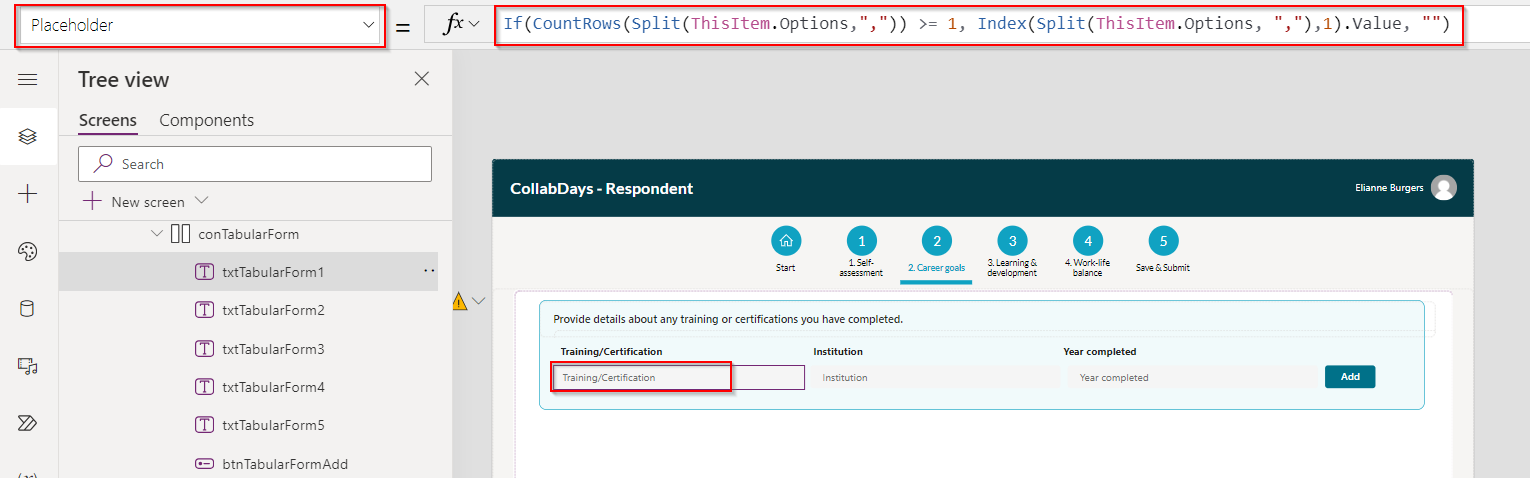 Placeholder
=
fx
If(CountRows(Split(ThisItem.Options,",")) >= 1, Index(Split(ThisItem.Options, ","),1).Value, "")
Tree view
Screens Components
Search
New screen
conTabularForm
txtTabularForm1
txtTabularForm2
txtTabularForm3
txtTabularForm4
txtTabularForm5
btnTabularFormAdd
CollabDays - Respondent
Elianne Burgers
1 2 3 4 5
Start
1. Self-
assessment
2. Career goals
3. Learning &
development
4. Work-life
balance
Save & Submit
Provide details about any training or certifications you have completed.
Training/Certification Institution Year completed
Training/Certification Institution Year completed Add